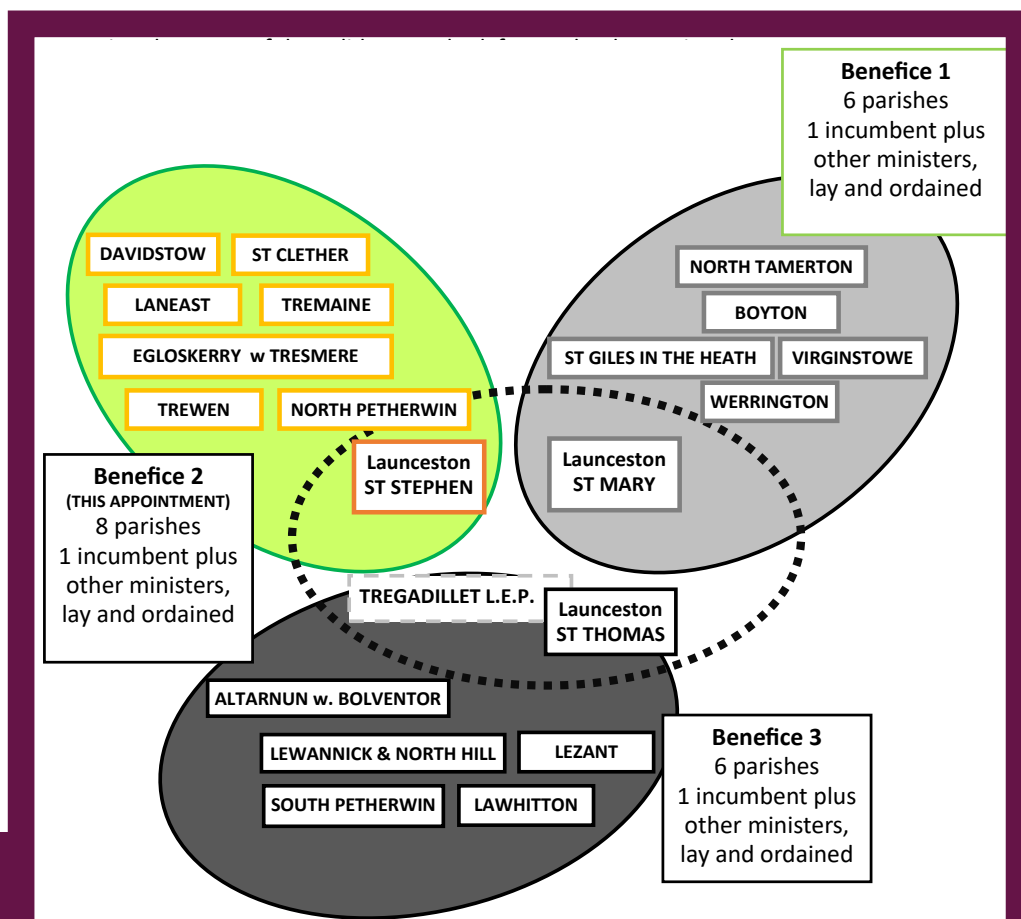 Benefice 1
6 parishes
1 incumbent plus
other ministers,
lay and ordained
DAVIDSTOW
ST CLETHER
LANEAST
TREMAINE
EGLOSKERRY w TRESMERE
TREWEN
NORTH PETHERWIN
Launceston
ST STEPHEN
NORTH TAMERTON
BOYTON
ST GILES IN THE HEATH
VIRGINSTOWE
WERRINGTON
Launceston
ST MARY
Benefice 2
(THIS APPOINTMENT)
8 parishes
1 incumbent plus
other ministers,
lay and ordained
TREGADILLET L.E.P.
Launceston
ST THOMAS
ALTARNUN w. BOLVENTOR
LEWANNICK & NORTH HILL
LEZANT
SOUTH PETHERWIN
LAWHITTON
Benefice 3
6 parishes
1 incumbent plus
other ministers,
lay and ordained